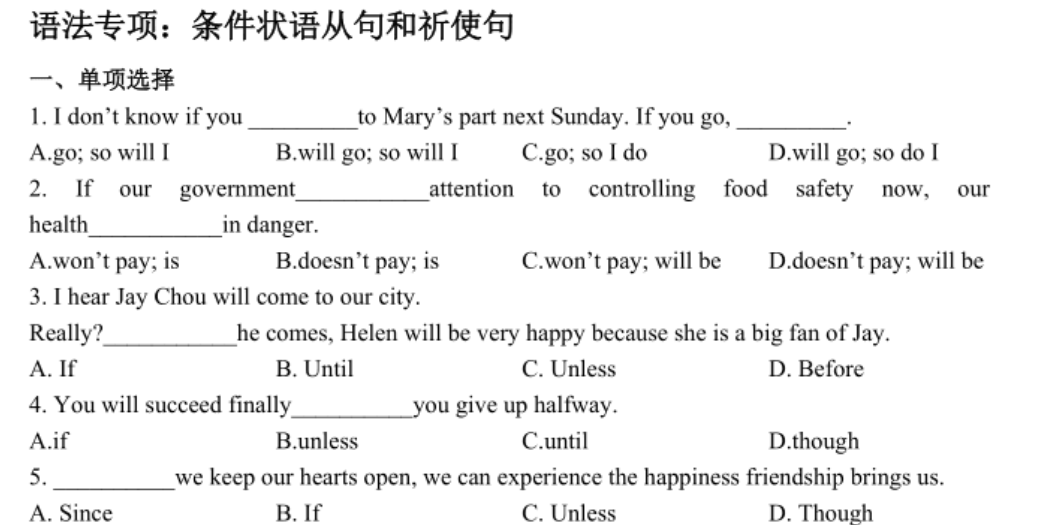 语法专项：条件状语从句和祈使句
一、单项选择
1. I don’t know if you _________to Mary’s part next Sunday. If you go, _________.
A.go; so will I B.will go; so will I C.go; so I do D.will go; so do I
2. If our government___________attention to controlling food safety now, our
health___________in danger.
A.won’t pay; is B.doesn’t pay; is C.won’t pay; will be D.doesn’t pay; will be
3. I hear Jay Chou will come to our city.
Really?___________he comes, Helen will be very happy because she is a big fan of Jay.
A. If B. Until C. Unless D. Before
4. You will succeed finally__________you give up halfway.
A.if B.unless C.until D.though
5. __________we keep our hearts open, we can experience the happiness friendship brings us.
A. Since B. If C. Unless D. Though